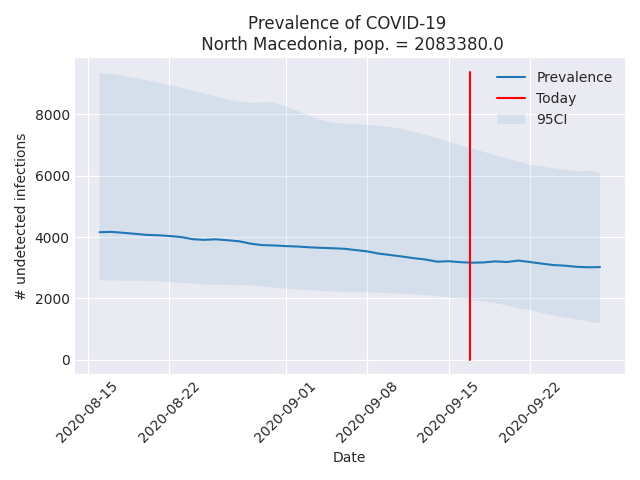 Prevalence of COVID-19
North Macedonia, pop. = 2083380.0
Prevalence
Today
95CI
# undetected infections
8000
6000
4000
2000
0
2020-08-15
2020-08-22
2020-09-01
2020-09-08
2020-09-15
2020-09-22
Date